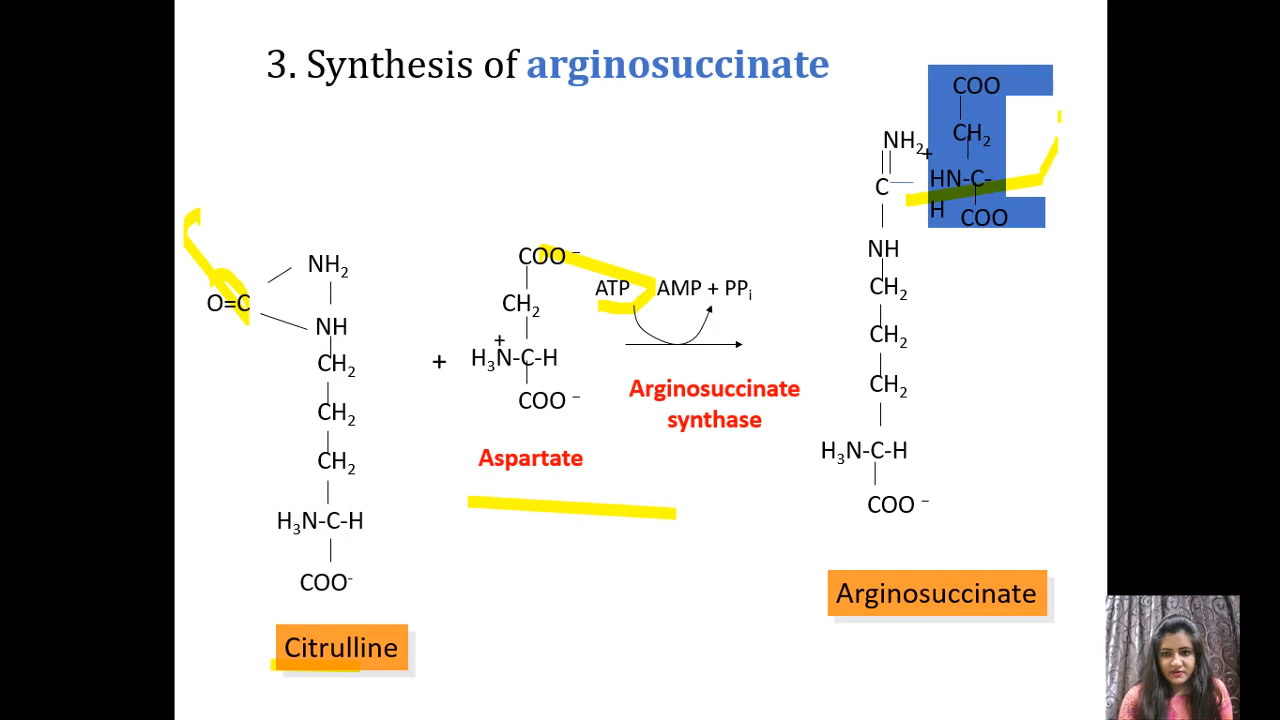 3. Synthesis of arginosuccinate
NH₂
O=C
NH
CH₂
CH₂
CH₂
H₃N-C-H
COO⁻
Citrulline
+
COO⁻
CH₂
+
H₃N-C-H
COO⁻
Aspartate
ATP AMP + PPᵢ
Arginosuccinate
synthase
COO
CH₂
NH₂
+
C HN-C-
H
COO
NH
CH₂
CH₂
CH₂
H₃N-C-H
COO⁻
Arginosuccinate